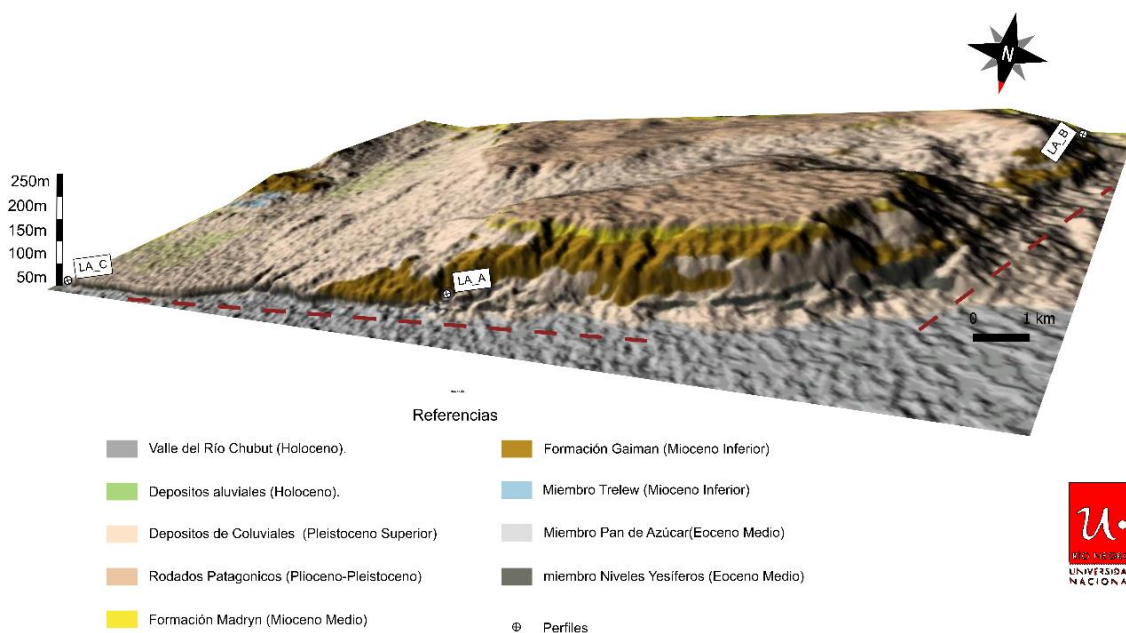 N
250m
200m
150m
100m
50m
LA_C
LA_A
LA_B
0 1 km
Referencias
Valle del Río Chubut (Holoceno).
Depositos aluviales (Holoceno).
Depositos de Coluviales (Pleistoceno Superior)
Rodados Patagonicos (Plioceno-Pleistoceno)
Formación Madryn (Mioceno Medio)
Formación Gaiman (Mioceno Inferior)
Miembro Trelew (Mioceno Inferior)
Miembro Pan de Azúcar(Eoceno Medio)
miembro Niveles Yesíferos (Eoceno Medio)
Perfiles
UNIVERSIDA
NACIONA